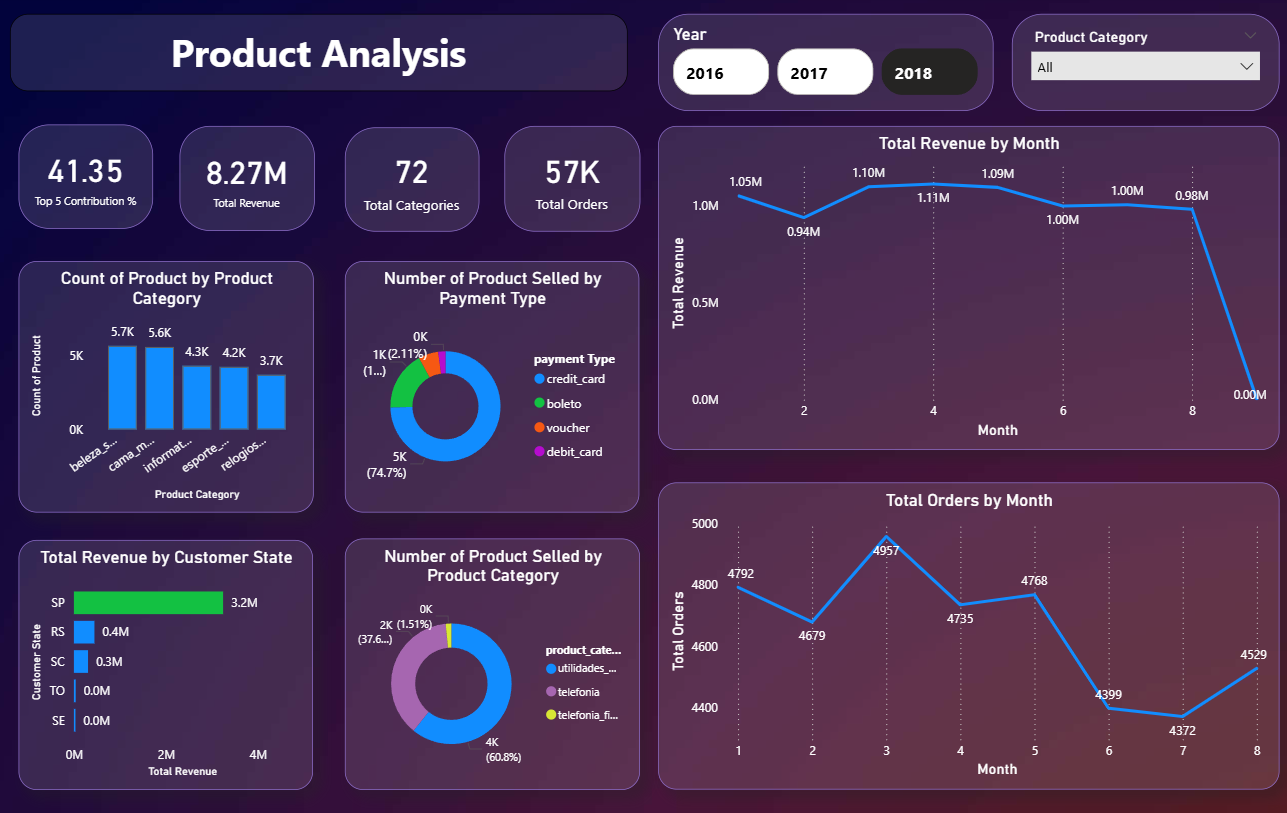 Product Analysis
Year
2016
2017
2018
Product Category
All
41.35
Top 5 Contribution %
8.27M
Total Revenue
72
Total Categories
57K
Total Orders
Total Revenue by Month
Total Revenue
1.0M
0.5M
0.0M
1.05M
0.94M
1.10M
1.11M
1.09M
1.00M
1.00M
0.98M
0.00M
2
4
6
8
Month
Count of Product by Product
Category
Count of Product
5K
0K
5.7K
5.6K
4.3K
4.2K
3.7K
beleza_s...
cama_m...
informat...
esporte_...
relogios...
Product Category
Number of Product Selled by
Payment Type
0K
(2.11%)
1K
(1...)
5K
(74.7%)
payment Type
credit_card
boleto
voucher
debit_card
Total Revenue by Customer State
Customer State
SP
3.2M
RS
0.4M
SC
0.3M
TO
0.0M
SE
0.0M
0M
2M
4M
Total Revenue
Number of Product Selled by
Product Category
0K
(1.51%)
2K
(37.6...)
4K
(60.8%)
product_cate...
utilidades_...
telefonia
telefonia_fi...
Total Orders by Month
Total Orders
5000
4800
4600
4400
4792
4679
4957
4735
4768
4399
4372
4529
1
2
3
4
5
6
7
8
Month